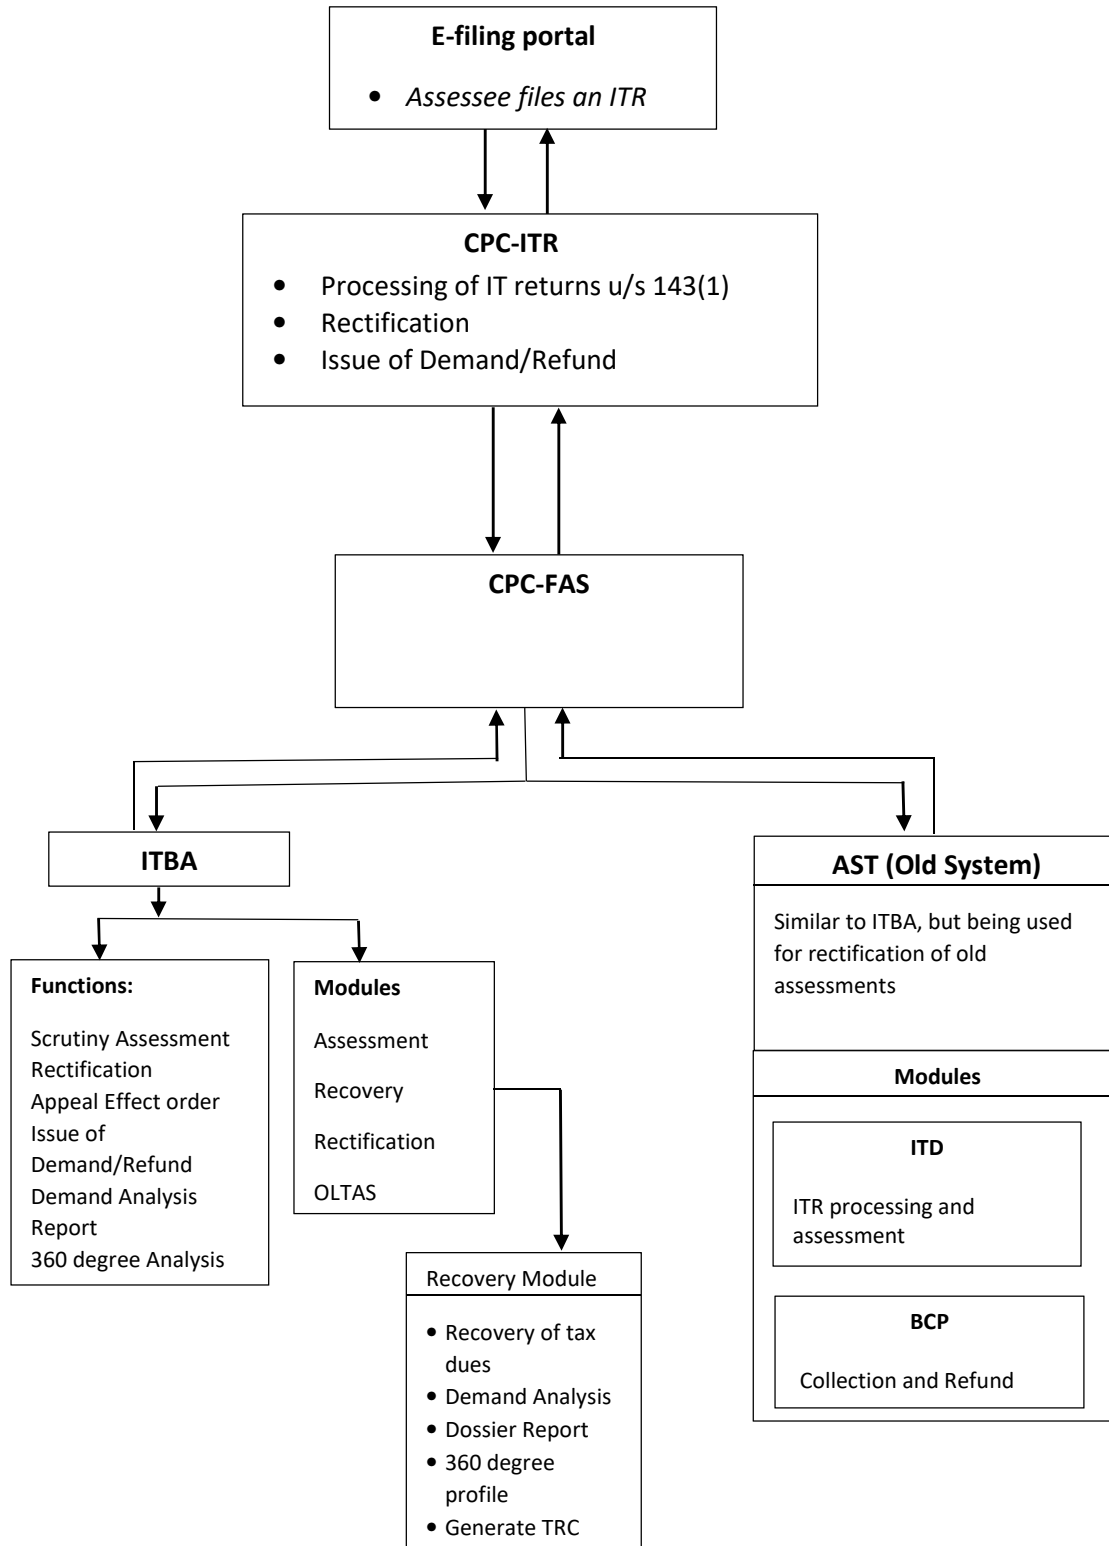 E-filing portal
• Assessee files an ITR
CPC-ITR
• Processing of IT returns u/s 143(1)
• Rectification
• Issue of Demand/Refund
CPC-FAS
ITBA
Functions:
Scrutiny Assessment
Rectification
Appeal Effect order
Issue of
Demand/Refund
Demand Analysis
Report
360 degree Analysis
Modules
Assessment
Recovery
Rectification
OLTAS
Recovery Module
• Recovery of tax
dues
• Demand Analysis
• Dossier Report
• 360 degree
profile
• Generate TRC
AST (Old System)
Similar to ITBA, but being used
for rectification of old
assessments
Modules
ITD
ITR processing and
assessment
BCP
Collection and Refund